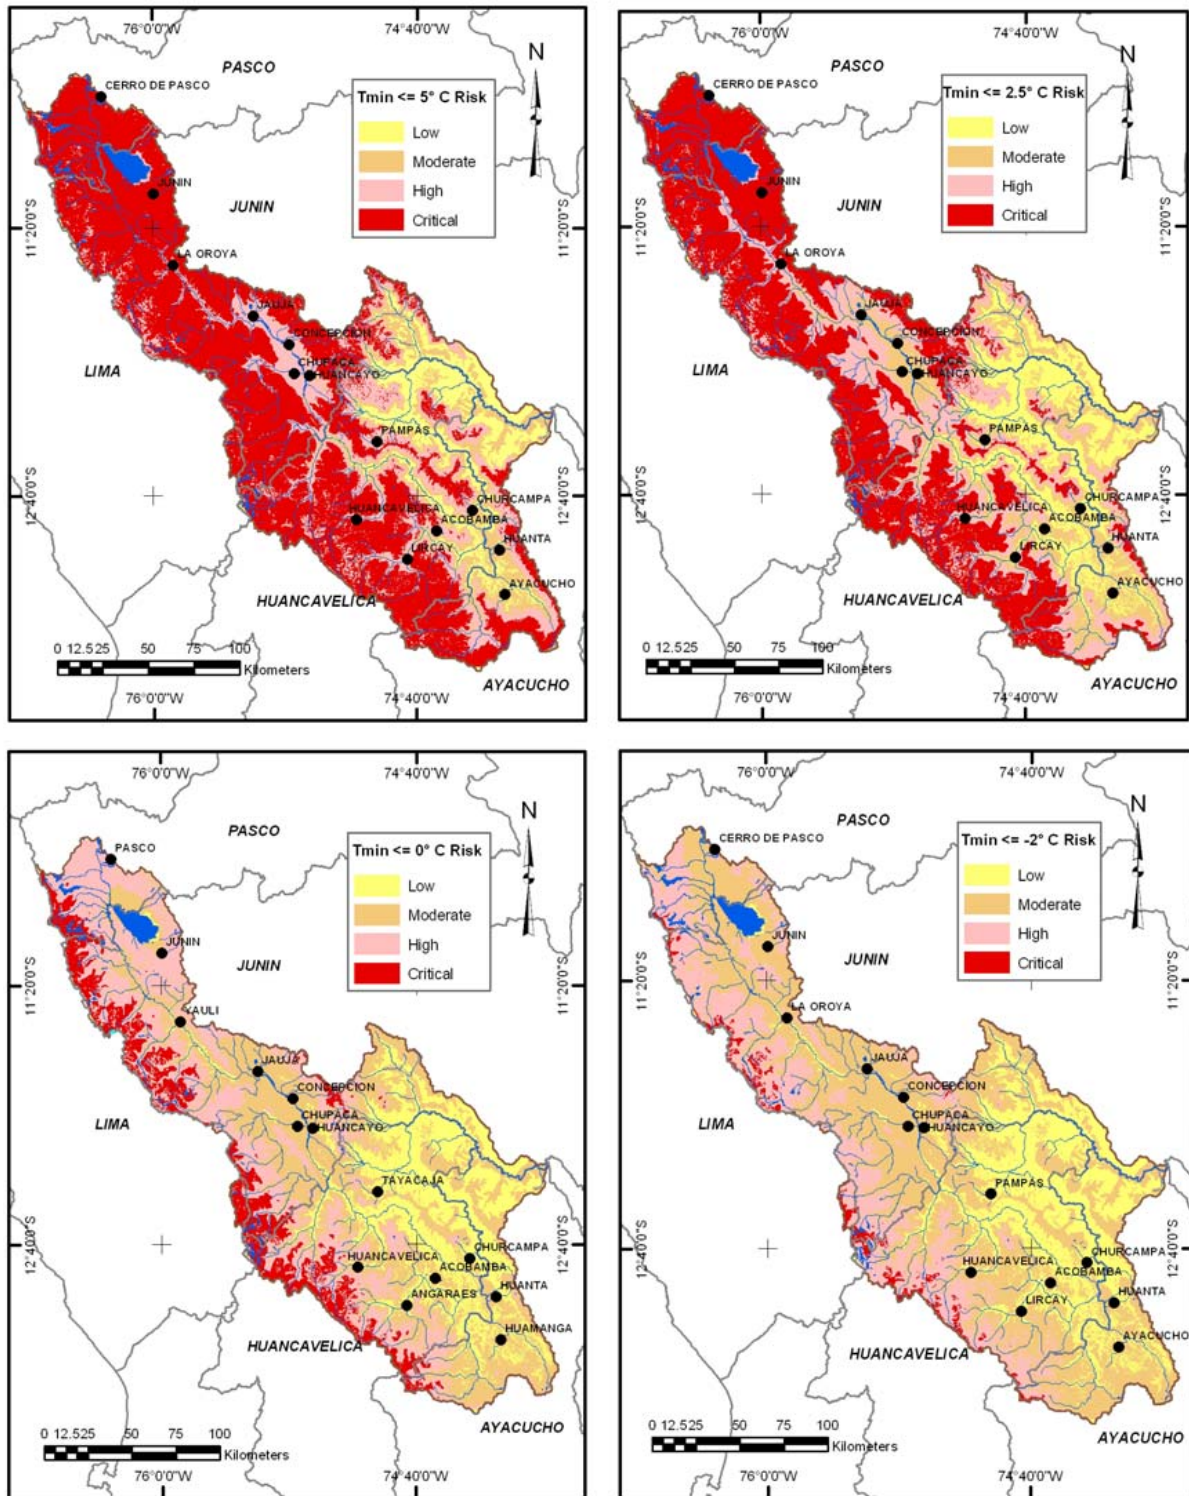 76°0'0"W
74°40'0"W
PASCO
N
CERRO DE PASCO
Tmin <= 5° C Risk
Low
Moderate
High
Critical
JUNIN
JUNIN
11°20'0"S
LA OROYA
JAUJA
CONCEPCION
CHUPACA
HUANCAYO
LIMA
PAMPAS
12°40'0"S
CHURCAMPA
HUANCAVELICA
ACOBAMBA
HUANTA
LIRCAY
AYACUCHO
HUANCAVELICA
0 12.525 50 75 100
Kilometers
AYACUCHO
76°0'0"W
74°40'0"W
76°0'0"W
74°40'0"W
PASCO
N
CERRO DE PASCO
Tmin <= 2.5° C Risk
Low
Moderate
High
Critical
JUNIN
JUNIN
11°20'0"S
LA OROYA
JAUJA
CONCEPCION
CHUPACA
HUANCAYO
LIMA
PAMPAS
12°40'0"S
CHURCAMPA
HUANCAVELICA
ACOBAMBA
HUANTA
LIRCAY
AYACUCHO
HUANCAVELICA
0 12.525 50 75 100
Kilometers
AYACUCHO
76°0'0"W
74°40'0"W
76°0'0"W
74°40'0"W
PASCO
N
PASCO
Tmin <= 0° C Risk
Low
Moderate
High
Critical
JUNIN
JUNIN
11°20'0"S
YAULI
JAUJA
CONCEPCION
CHUPACA
HUANCAYO
LIMA
TAYACAJA
12°40'0"S
CHURCAMPA
HUANCAVELICA
ACOBAMBA
HUANTA
ANGARAES
HUAMANGA
HUANCAVELICA
AYACUCHO
0 12.525 50 75 100
Kilometers
76°0'0"W
74°40'0"W
76°0'0"W
74°40'0"W
PASCO
N
CERRO DE PASCO
Tmin <= -2° C Risk
Low
Moderate
High
Critical
JUNIN
JUNIN
11°20'0"S
LA OROYA
JAUJA
CONCEPCION
CHUPACA
HUANCAYO
LIMA
PAMPAS
12°40'0"S
CHURCAMPA
HUANCAVELICA
ACOBAMBA
HUANTA
LIRCAY
AYACUCHO
HUANCAVELICA
0 12.525 50 75 100
Kilometers
AYACUCHO
76°0'0"W
74°40'0"W